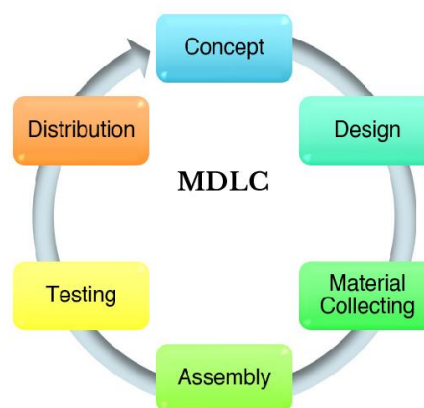 Concept
Distribution
Design
MDLC
Testing
Material
Collecting
Assembly